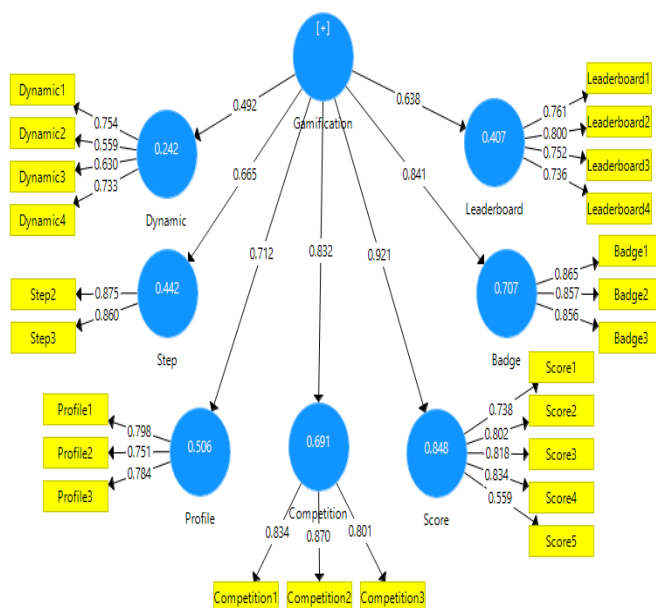 [+]
Gamification
Dynamic1
Dynamic2
Dynamic3
Dynamic4
0.754
0.559
0.630
0.733
0.242
Dynamic
0.492
Step2
Step3
0.875
0.860
0.442
Step
0.665
Profile1
Profile2
Profile3
0.798
0.751
0.784
0.506
Profile
0.712
0.691
Competition
0.832
0.834
0.870
0.801
Competition1
Competition2
Competition3
0.848
Score
0.921
0.738
0.802
0.818
0.834
0.559
Score1
Score2
Score3
Score4
Score5
0.707
Badge
0.841
0.865
0.857
0.856
Badge1
Badge2
Badge3
0.407
Leaderboard
0.638
0.761
0.800
0.752
0.736
Leaderboard1
Leaderboard2
Leaderboard3
Leaderboard4